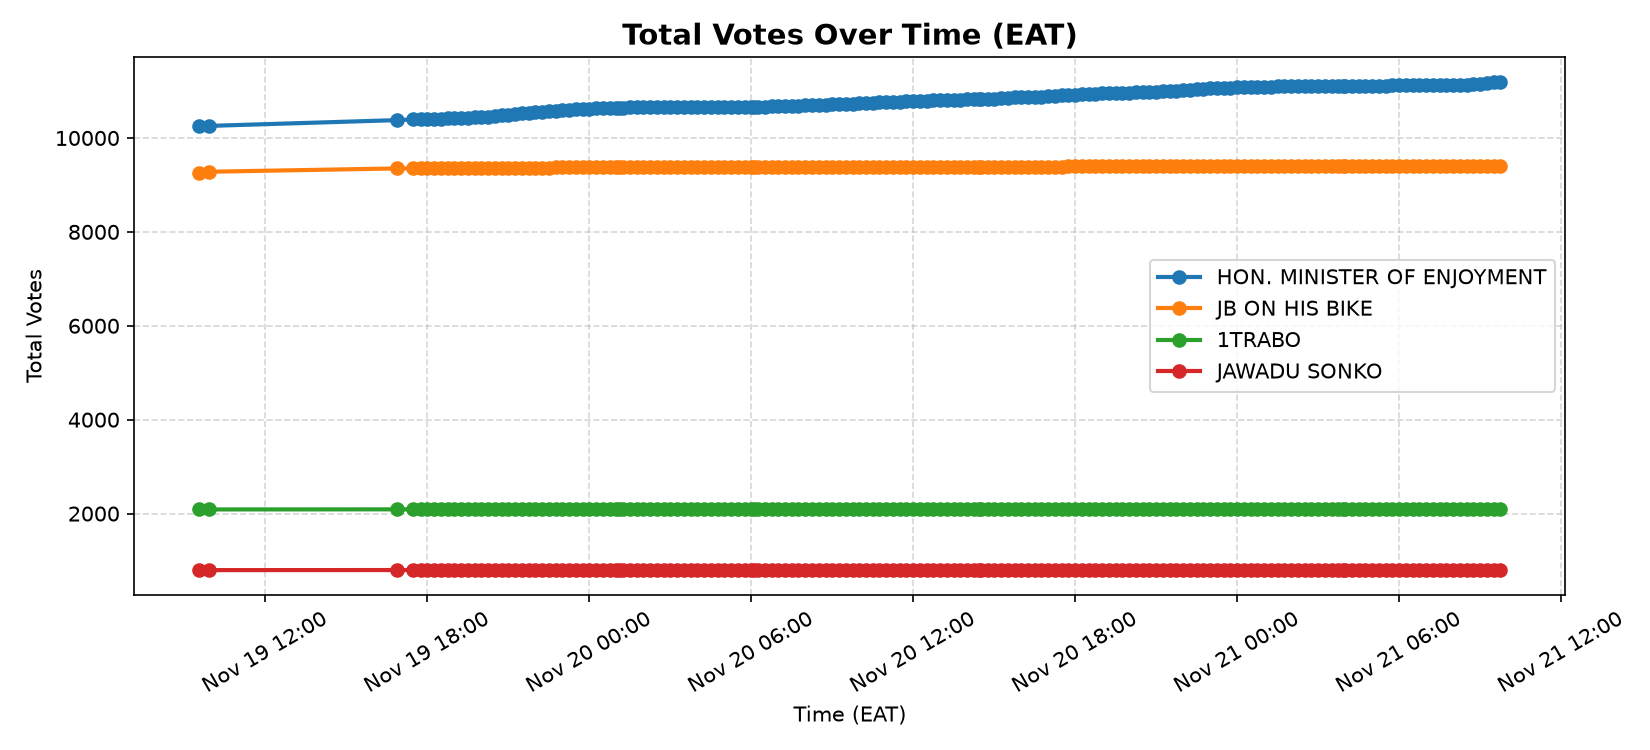 Total Votes Over Time (EAT)
Total Votes
10000
8000
6000
4000
2000
HON. MINISTER OF ENJOYMENT
JB ON HIS BIKE
1TRABO
JAWADU SONKO
Nov 19 12:00
Nov 19 18:00
Nov 20 00:00
Nov 20 06:00
Nov 20 12:00
Nov 20 18:00
Nov 21 00:00
Nov 21 06:00
Nov 21 12:00
Time (EAT)